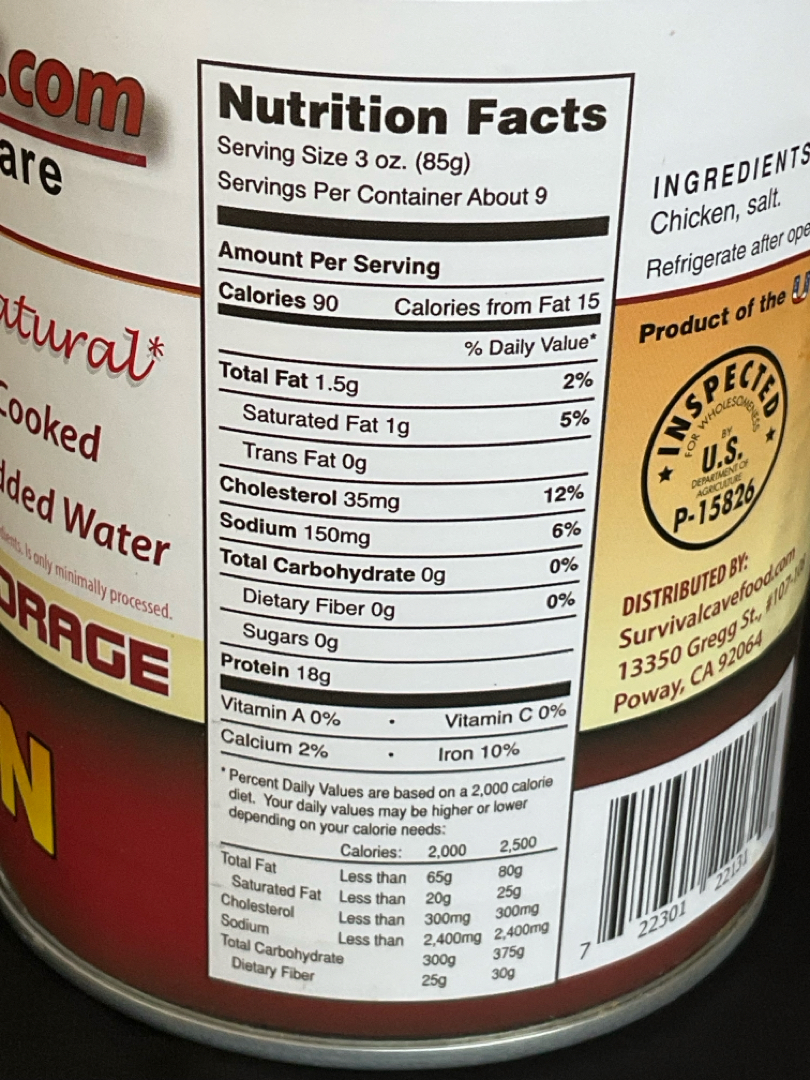 .com
are
atural*
Cooked
dded Water
is only minimally processed.
ORAGE
N
Nutrition Facts
Serving Size 3 oz. (85g)
Servings Per Container About 9
Amount Per Serving
Calories 90 Calories from Fat 15
% Daily Value*
Total Fat 1.5g 2%
Saturated Fat 1g 5%
Trans Fat 0g
Cholesterol 35mg 12%
Sodium 150mg 6%
Total Carbohydrate 0g 0%
Dietary Fiber 0g 0%
Sugars 0g
Protein 18g
Vitamin A 0% • Vitamin C 0%
Calcium 2% • Iron 10%
*Percent Daily Values are based on a 2,000 calorie
diet. Your daily values may be higher or lower
depending on your calorie needs:
Calories: 2,000 2,500
Total Fat Less than 65g 80g
Saturated Fat Less than 20g 25g
Cholesterol Less than 300mg 300mg
Sodium Less than 2,400mg 2,400mg
Total Carbohydrate 300g 375g
Dietary Fiber 25g 30g
INGREDIENTS
Chicken, salt.
Refrigerate after ope
Product of the
INSPECTED
FOR WHOLESOMENESS
BY
U.S.
DEPARTMENT OF
AGRICULTURE
P-15826
DISTRIBUTED BY:
Survivalcavefood.com
13350 Gregg St.,
Poway, CA 92064
7 22301 22131